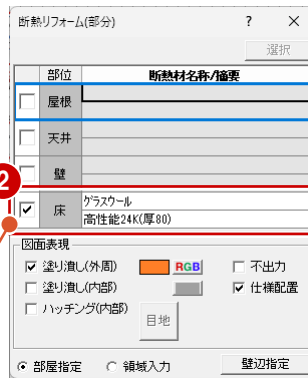 断熱リフォーム(部分) ? ×
選択
部位 断熱材名称/摘要
屋根
天井
壁
2
床 グラスウール
高性能24K(厚80)
図面表現
塗り潰し(外周) RGB 不出力
塗り潰し(内部) 仕様配置
ハッチング(内部) 目地
部屋指定 領域入力 壁辺指定